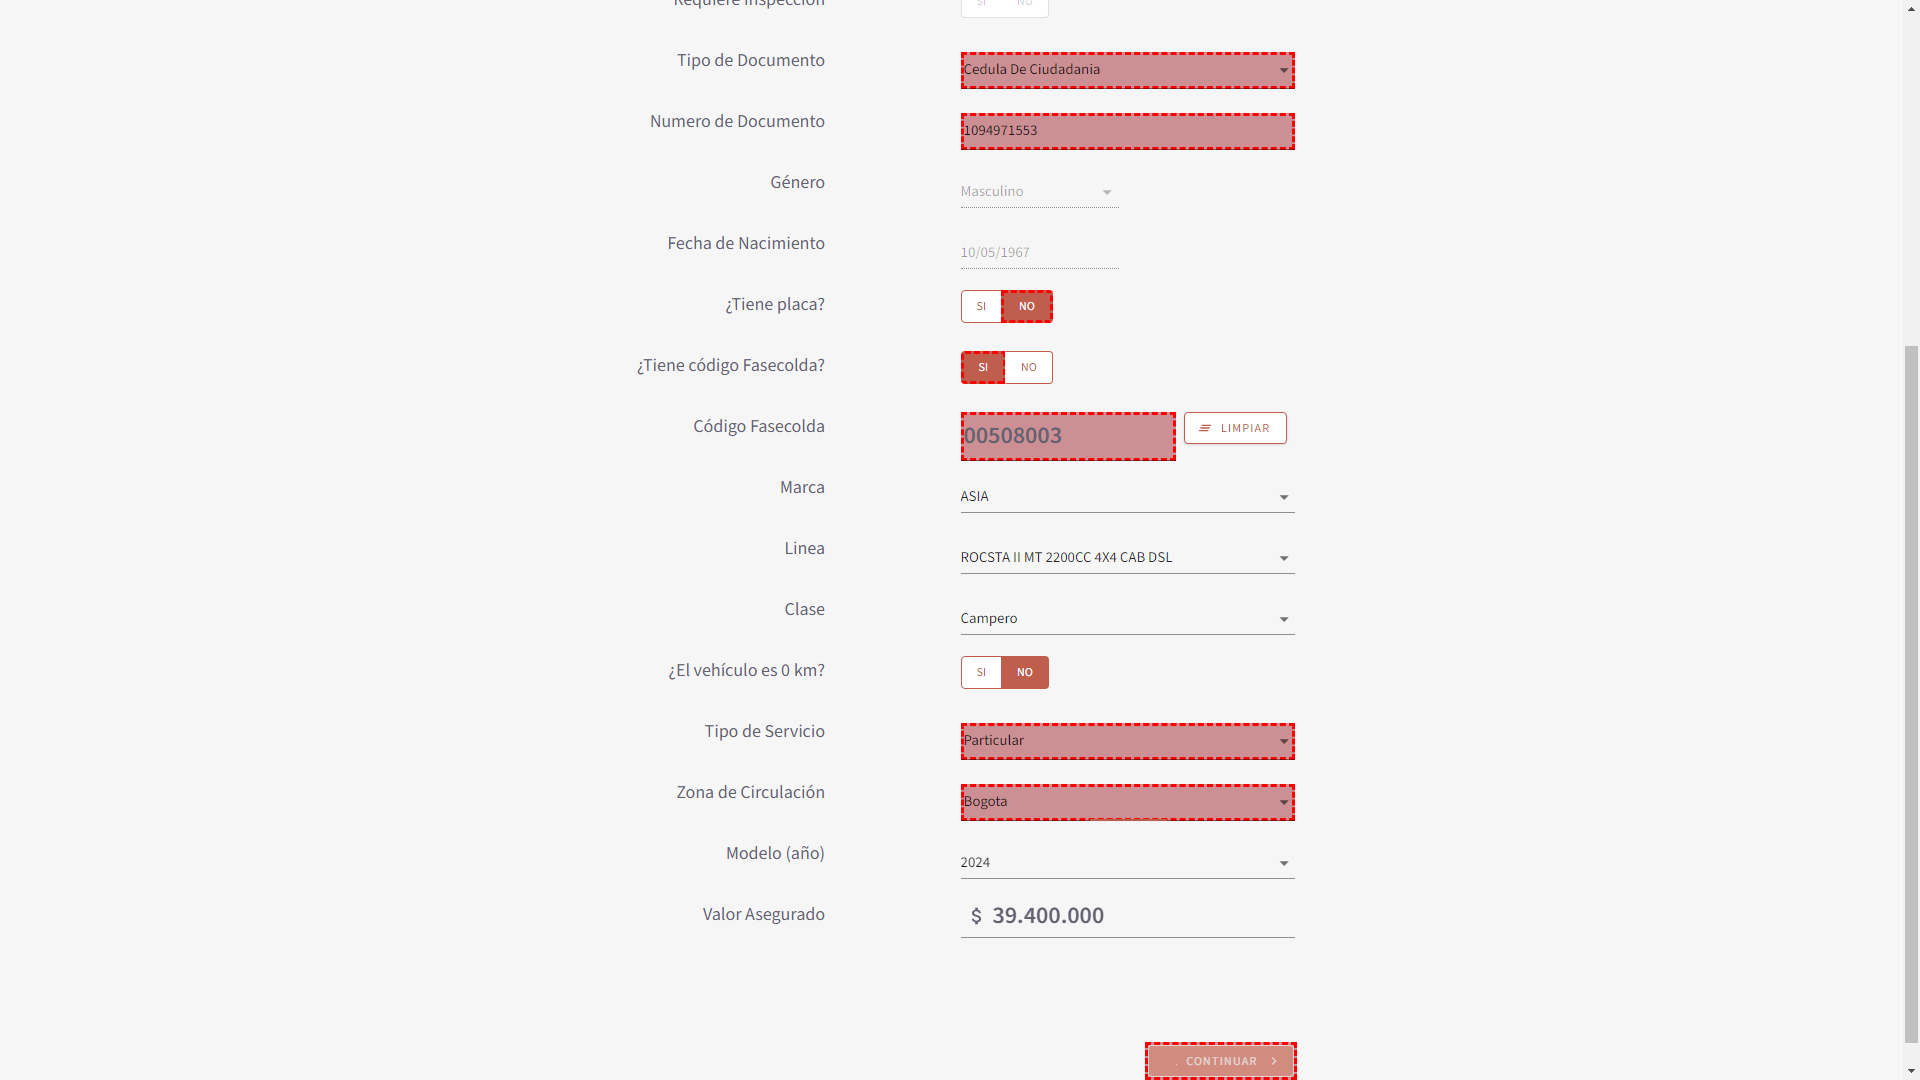 Requiere Inspección SI NO
Tipo de Documento Cedula De Ciudadania
Numero de Documento 1094971553
Género Masculino
Fecha de Nacimiento 10/05/1967
¿Tiene placa? SI NO
¿Tiene código Fasecolda? SI NO
Código Fasecolda 00508003 LIMPIAR
Marca ASIA
Linea ROCSTA II MT 2200CC 4X4 CAB DSL
Clase Campero
¿El vehículo es 0 km? SI NO
Tipo de Servicio Particular
Zona de Circulación Bogota
Modelo (año) 2024
Valor Asegurado $ 39.400.000
CONTINUAR